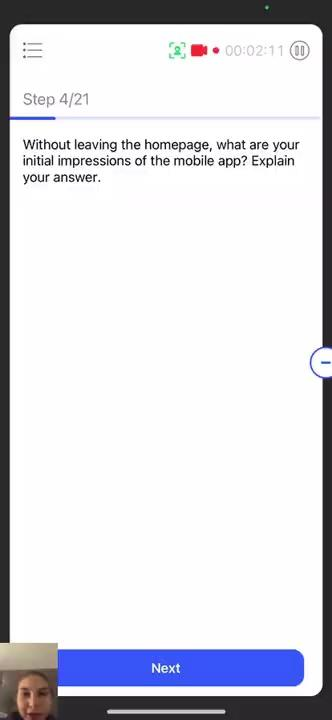 00:02:11
Step 4/21
Without leaving the homepage, what are your
initial impressions of the mobile app? Explain
your answer.
Next